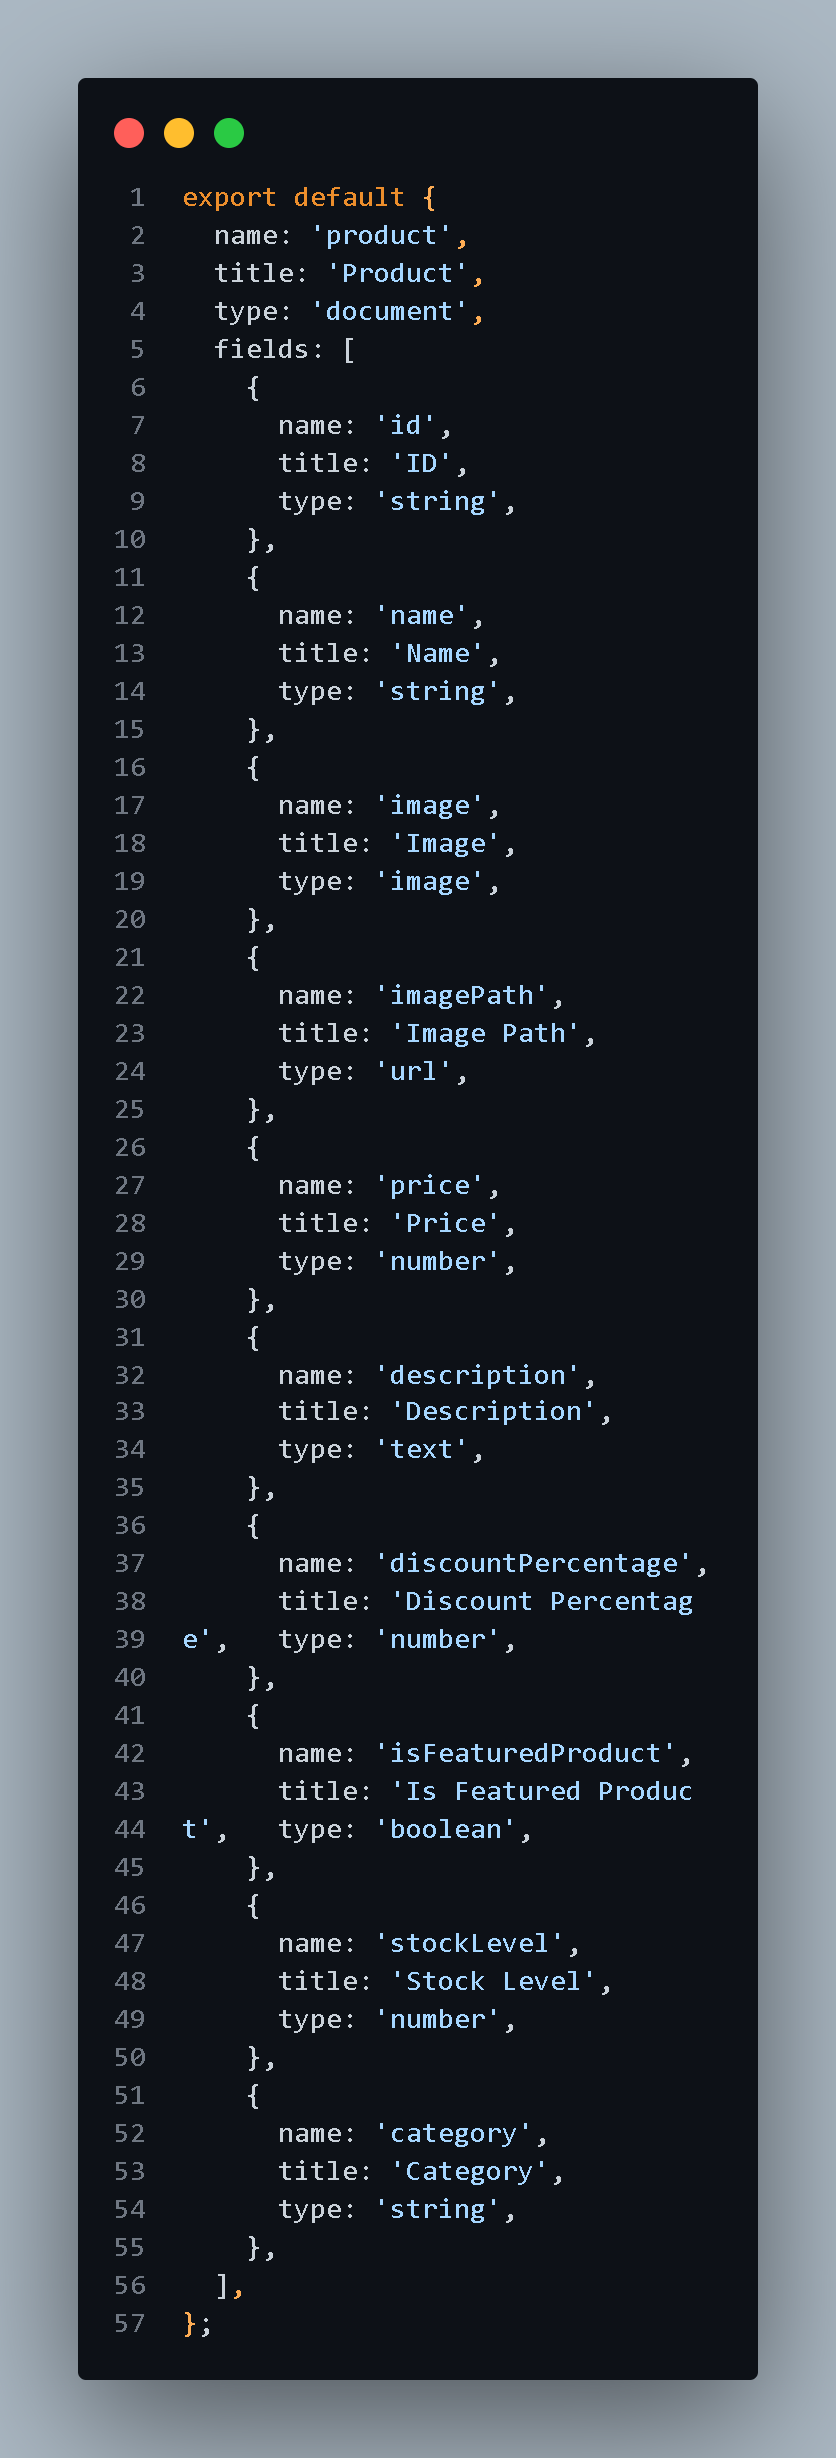 1 export default {
2   name: 'product',
3   title: 'Product',
4   type: 'document',
5   fields: [
6     {
7       name: 'id',
8       title: 'ID',
9       type: 'string',
10     },
11     {
12       name: 'name',
13       title: 'Name',
14       type: 'string',
15     },
16     {
17       name: 'image',
18       title: 'Image',
19       type: 'image',
20     },
21     {
22       name: 'imagePath',
23       title: 'Image Path',
24       type: 'url',
25     },
26     {
27       name: 'price',
28       title: 'Price',
29       type: 'number',
30     },
31     {
32       name: 'description',
33       title: 'Description',
34       type: 'text',
35     },
36     {
37       name: 'discountPercentage',
38       title: 'Discount Percentag
39 e',   type: 'number',
40     },
41     {
42       name: 'isFeaturedProduct',
43       title: 'Is Featured Produc
44 t',   type: 'boolean',
45     },
46     {
47       name: 'stockLevel',
48       title: 'Stock Level',
49       type: 'number',
50     },
51     {
52       name: 'category',
53       title: 'Category',
54       type: 'string',
55     },
56   ],
57 };